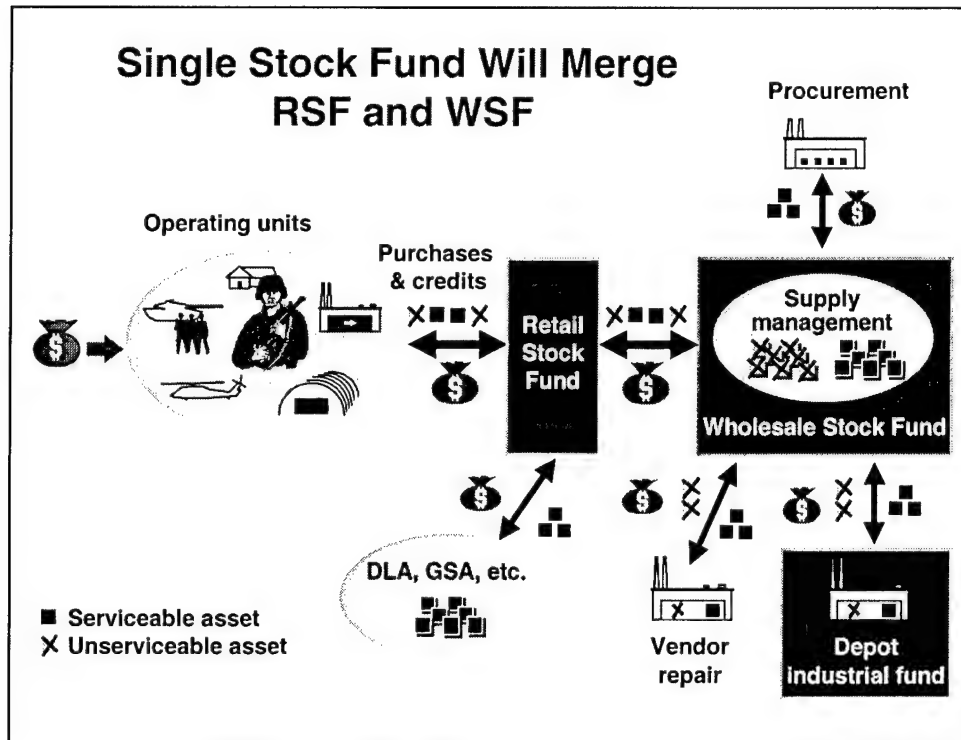 Single Stock Fund Will Merge
RSF and WSF
Procurement
$
Operating units
Purchases
& credits
$
$
$
Retail
Stock
Fund
Supply
management
Wholesale Stock Fund
$
$
$
DLA, GSA, etc.
Vendor
repair
Depot
industrial fund
Serviceable asset
Unserviceable asset